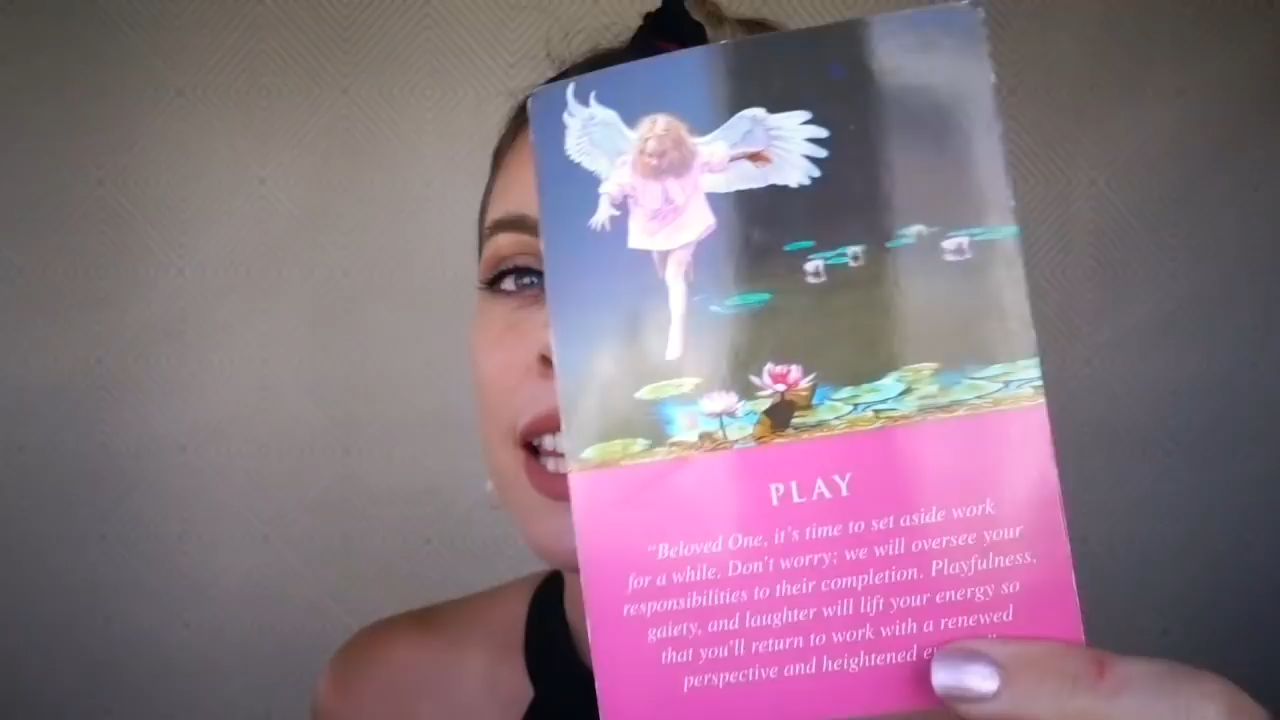 PLAY
“Beloved One, it's time to set aside work
for a while. Don't worry; we will oversee your
responsibilities to their completion. Playfulness,
gaiety, and laughter will lift your energy so
that you'll return to work with a renewed
perspective and heightened